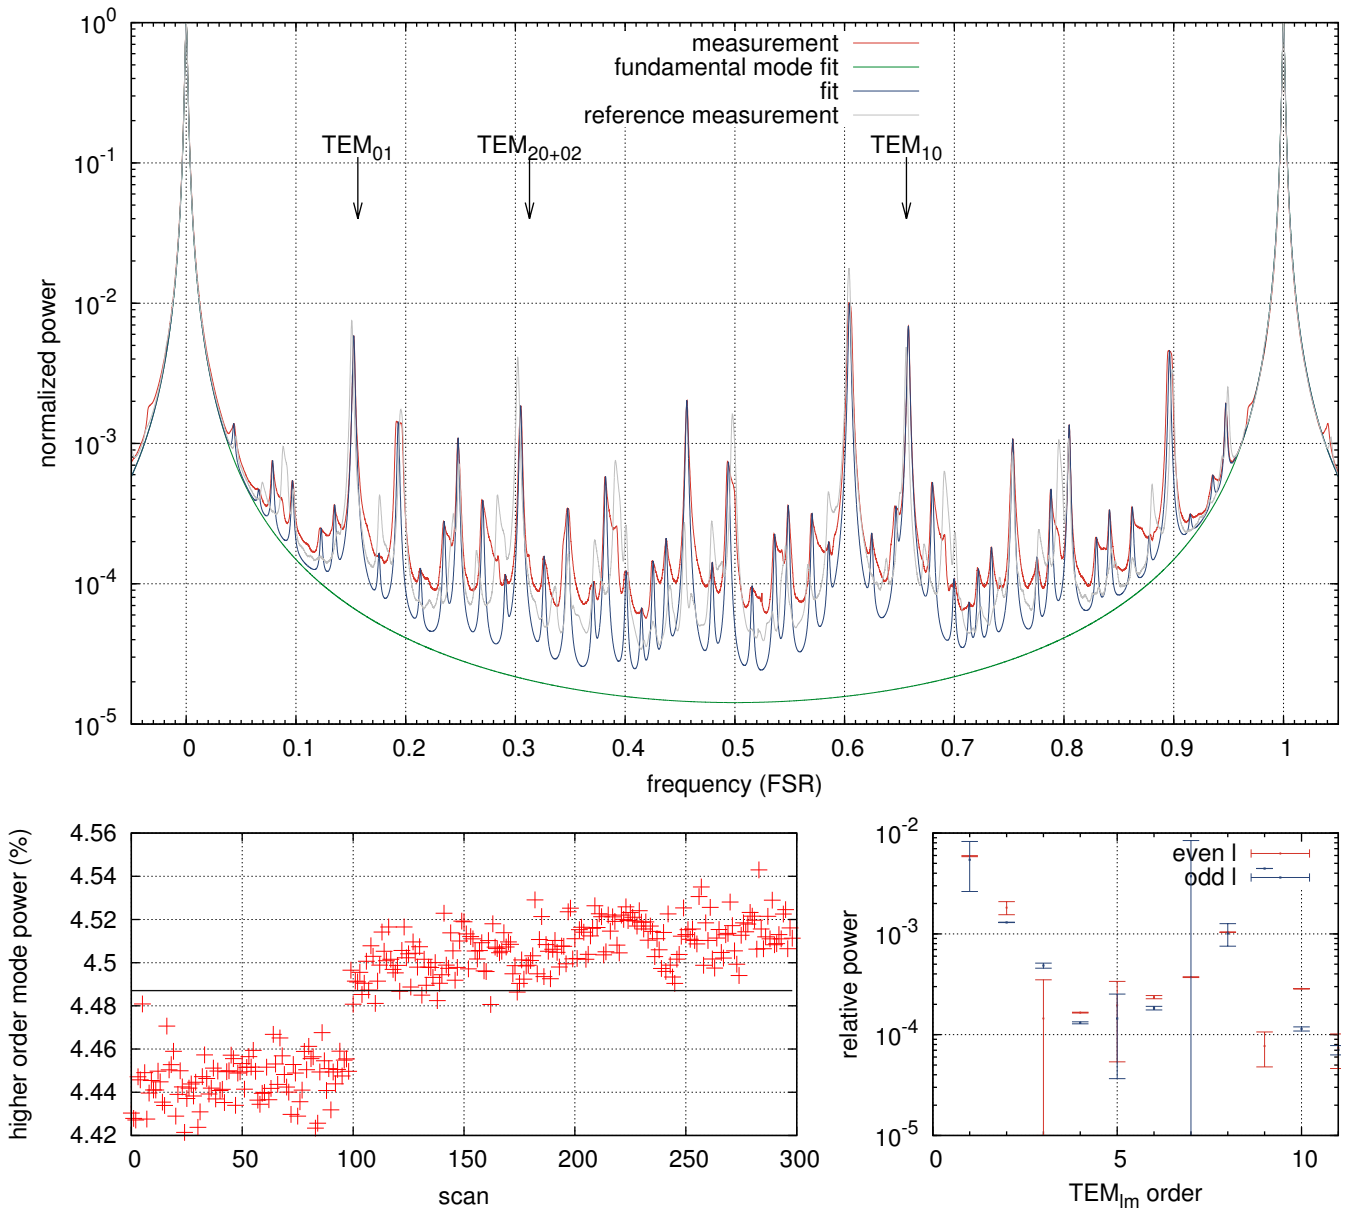 10^0
10^-1
10^-2
10^-3
10^-4
10^-5
normalized power
measurement
fundamental mode fit
fit
reference measurement
TEM_01
TEM_20+02
TEM_10
0 0.1 0.2 0.3 0.4 0.5 0.6 0.7 0.8 0.9 1
frequency (FSR)
4.56
4.54
4.52
4.5
4.48
4.46
4.44
4.42
higher order mode power (%)
0 50 100 150 200 250 300
scan
10^-2
10^-3
10^-4
10^-5
relative power
even l
odd l
0 5 10
TEM_lm order